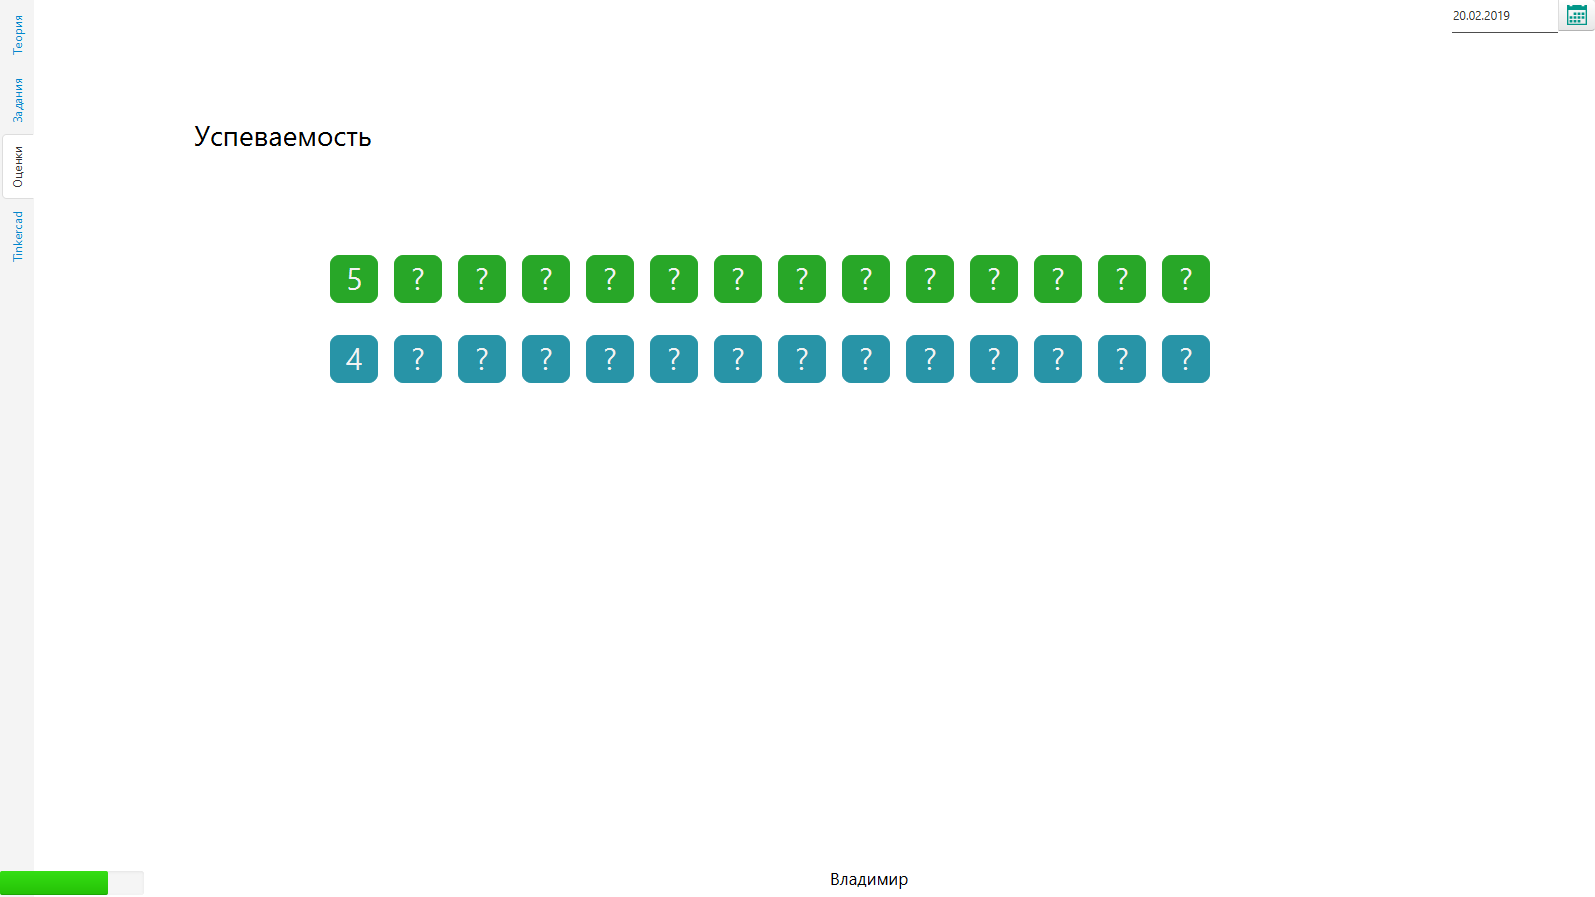 20.02.2019
Теория
Задания
Оценки
Tinkercad
Успеваемость
5 ? ? ? ? ? ? ? ? ? ? ? ? ?
4 ? ? ? ? ? ? ? ? ? ? ? ? ?
Владимир